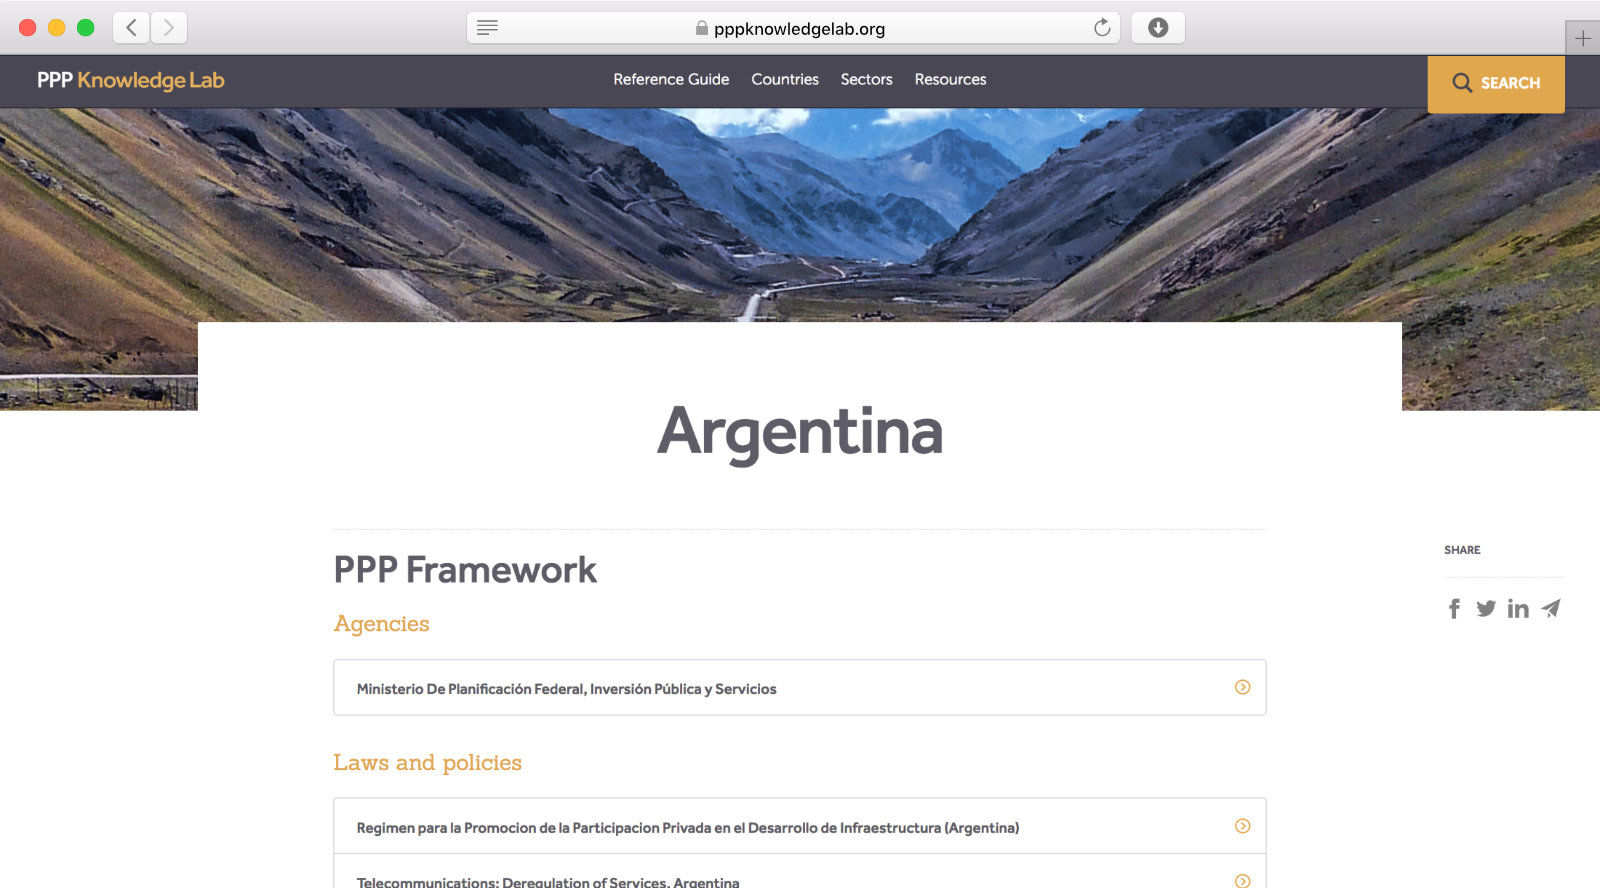 pppknowledgelab.org
PPP Knowledge Lab
Reference Guide Countries Sectors Resources
SEARCH
Argentina
PPP Framework
SHARE
Agencies
Ministerio De Planificación Federal, Inversión Pública y Servicios
Laws and policies
Regimen para la Promocion de la Participacion Privada en el Desarrollo de Infraestructura (Argentina)
Telecommunications: Deregulation of Services, Argentina